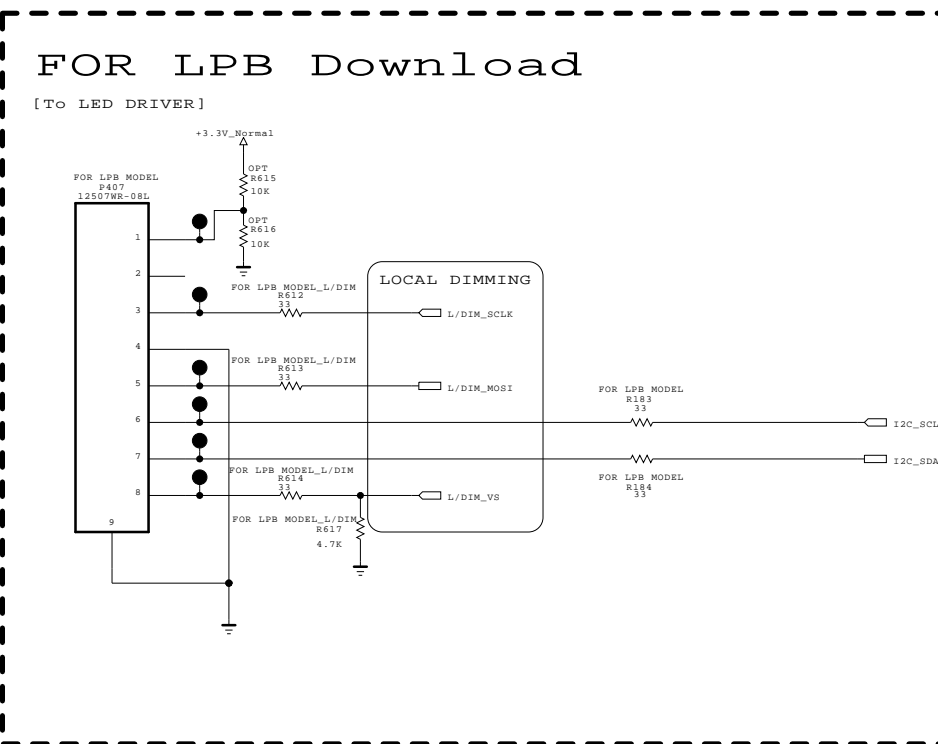 FOR LPB Download
[To LED DRIVER]
+3.3V_Normal
OPT
R615
10K
FOR LPB MODEL
P407
12507WR-08L
OPT
R616
10K
1
2
3
4
5
6
7
8
9
LOCAL DIMMING
FOR LPB MODEL_L/DIM
R612
33
L/DIM_SCLK
FOR LPB MODEL_L/DIM
R613
33
L/DIM_MOSI
FOR LPB MODEL
R183
33
I2C_SCL
I2C_SDA
FOR LPB MODEL
R184
33
FOR LPB MODEL_L/DIM
R614
33
L/DIM_VS
FOR LPB MODEL_L/DIM
R617
4.7K